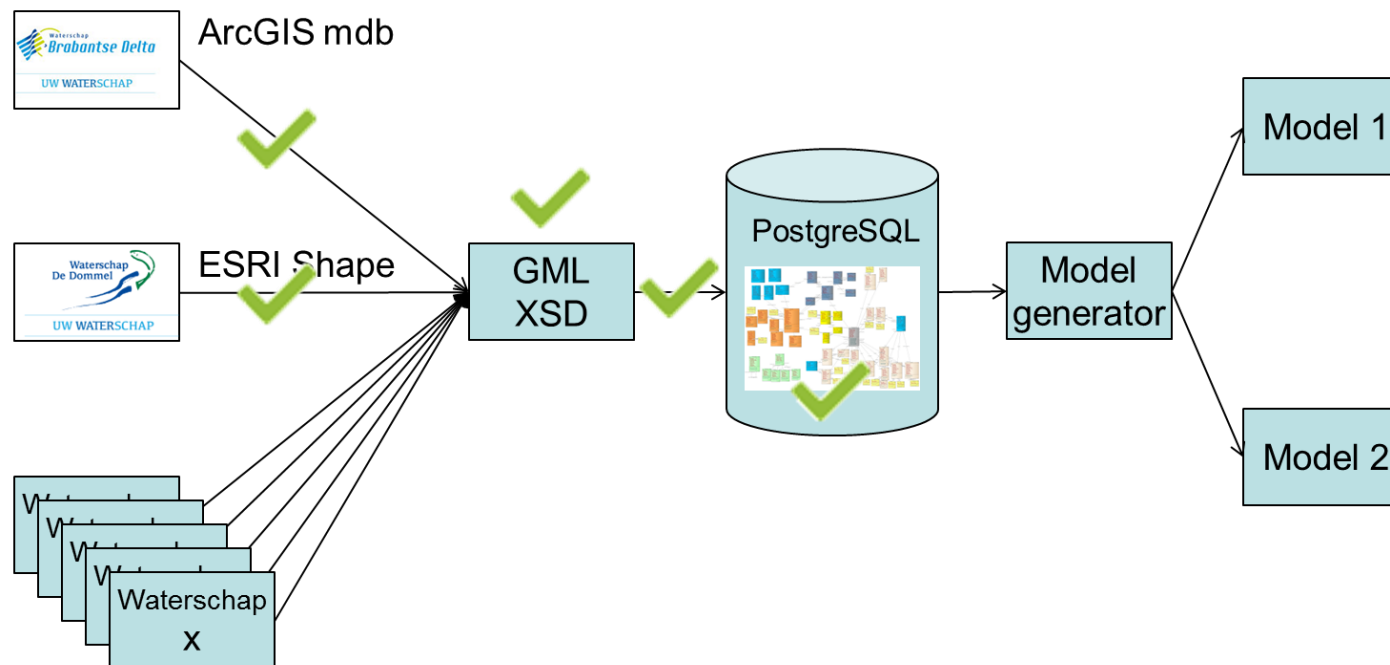 Waterschap
Brabantse Delta
UW WATERSCHAP
ArcGIS mdb
Waterschap
De Dommel
UW WATERSCHAP
ESRI Shape
GML
XSD
PostgreSQL
Model
generator
Model 1
Model 2
Waterschap
x